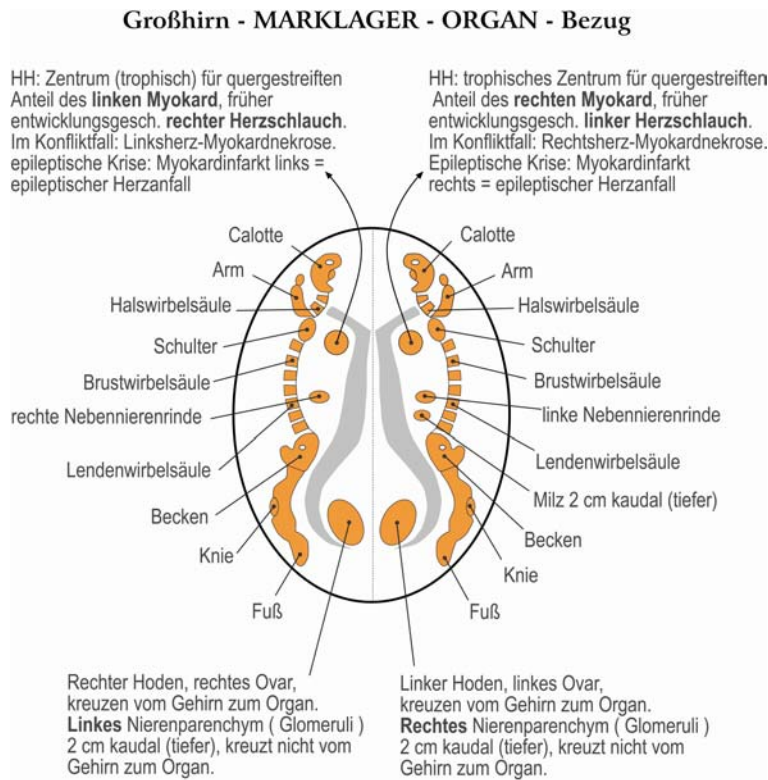 Großhirn - MARKLAGER - ORGAN - Bezug
HH: Zentrum (trophisch) für quergestreiften
Anteil des linken Myokard, früher
entwicklungsgesch. rechter Herzschlauch.
Im Konfliktfall: Linksherz-Myokardnekrose.
epileptische Krise: Myokardinfarkt links =
epileptischer Herzanfall
HH: trophisches Zentrum für quergestreiften
Anteil des rechten Myokard, früher
entwicklungsgesch. linker Herzschlauch.
Im Konfliktfall: Rechtsherz-Myokardnekrose.
Epileptische Krise: Myokardinfarkt
rechts = epileptischer Herzanfall
Calotte
Arm
Halswirbelsäule
Schulter
Brustwirbelsäule
rechte Nebennierenrinde
Lendenwirbelsäule
Becken
Knie
Fuß
Calotte
Arm
Halswirbelsäule
Schulter
Brustwirbelsäule
linke Nebennierenrinde
Lendenwirbelsäule
Milz 2 cm kaudal (tiefer)
Becken
Knie
Fuß
Rechter Hoden, rechtes Ovar,
kreuzen vom Gehirn zum Organ.
Linkes Nierenparenchym ( Glomeruli )
2 cm kaudal (tiefer), kreuzt nicht vom
Gehirn zum Organ.
Linker Hoden, linkes Ovar,
kreuzen vom Gehirn zum Organ.
Rechtes Nierenparenchym ( Glomeruli )
2 cm kaudal (tiefer), kreuzt nicht vom
Gehirn zum Organ.